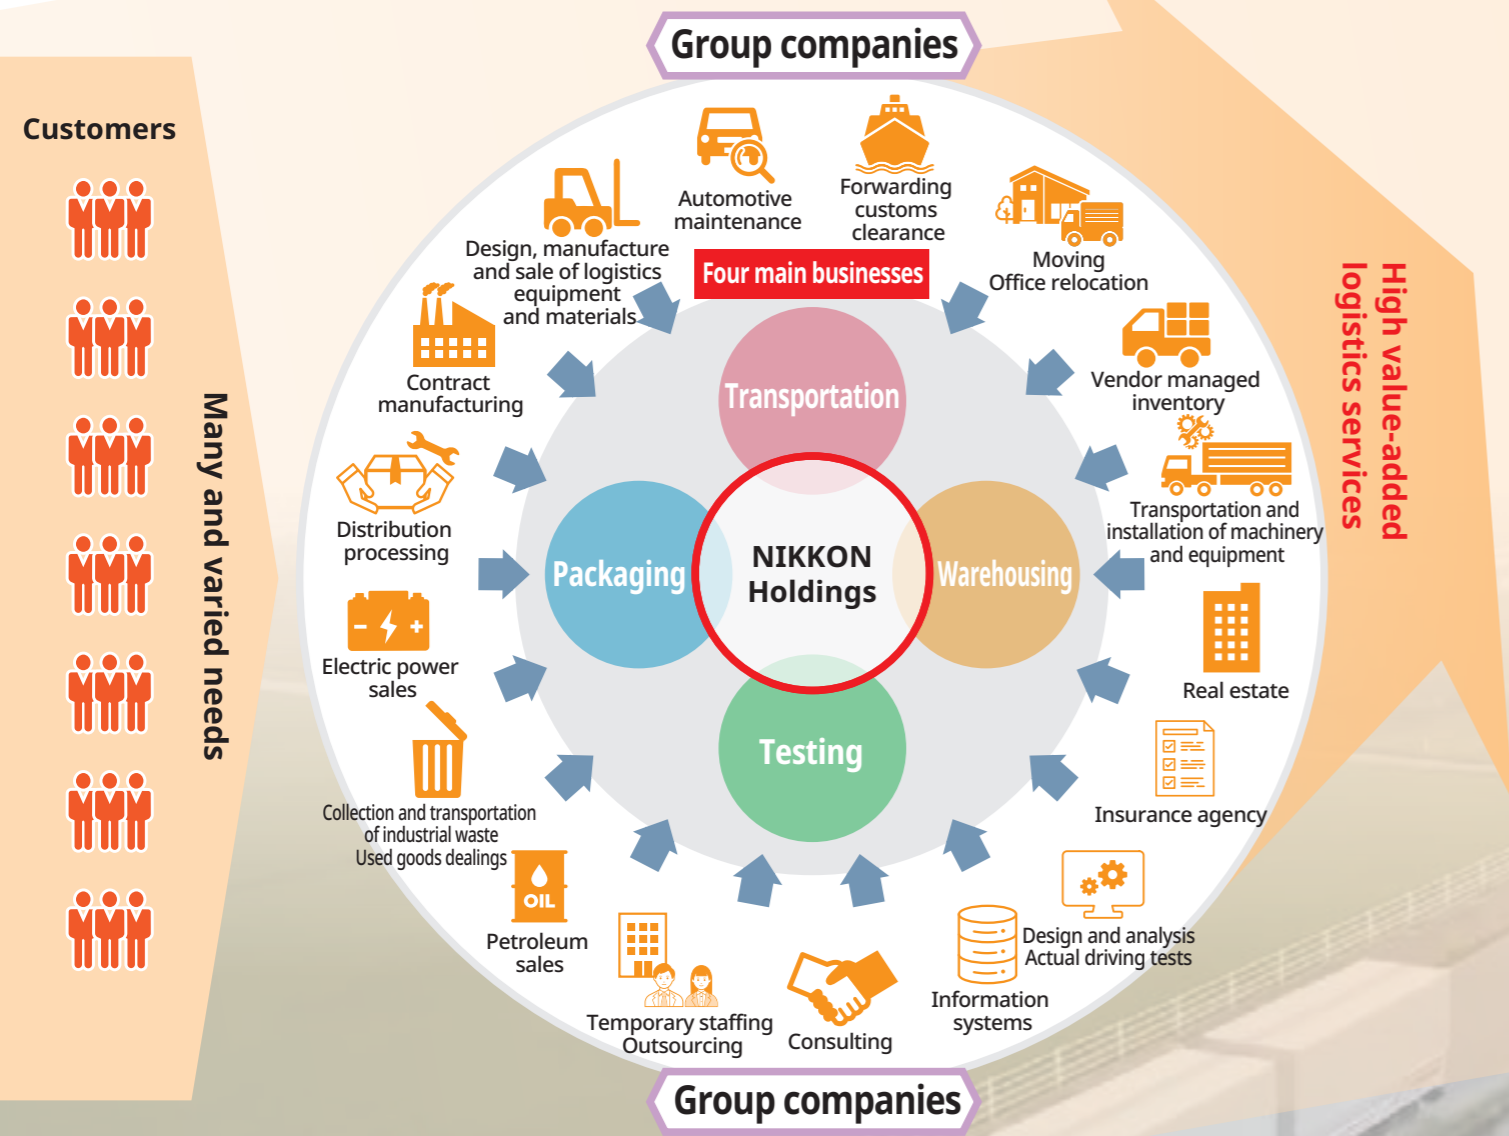 Group companies
Customers
Many and varied needs
Automotive
maintenance
Forwarding
customs
clearance
Design, manufacture
and sale of logistics
equipment
and materials
Moving
Office relocation
Four main businesses
Contract
manufacturing
Vendor managed
inventory
Transportation
Distribution
processing
Transportation and
installation of machinery
and equipment
Packaging
NIKKON
Holdings
Warehousing
Electric power
sales
Real estate
Testing
Collection and transportation
of industrial waste
Used goods dealings
Insurance agency
OIL
Petroleum
sales
Design and analysis
Actual driving tests
Temporary staffing
Outsourcing
Consulting
Information
systems
High value-added
logistics services
Group companies